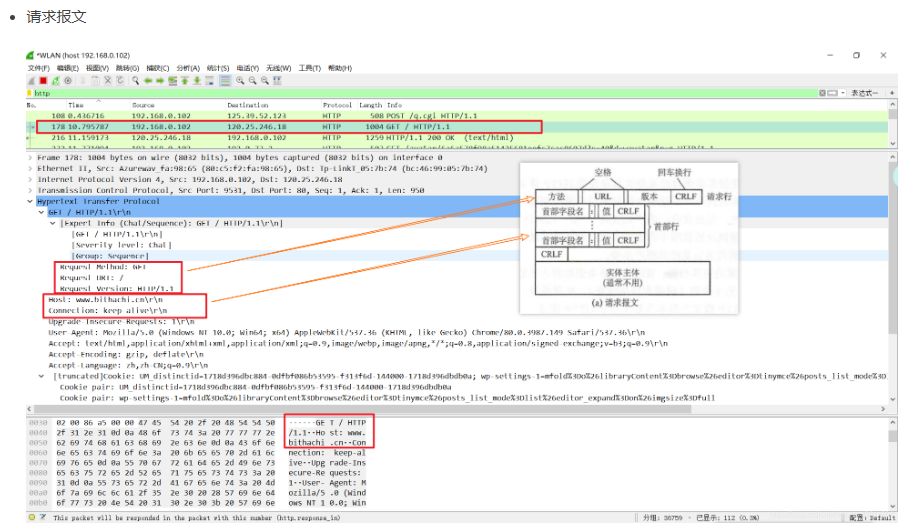 请求报文
*WLAN (host 192.168.0.102)
文件(F) 编辑(E) 视图(V) 跳转(G) 捕获(C) 分析(A) 统计(S) 电话(Y) 无线(W) 工具(T) 帮助(H)
http 表达式…
No. Time Source Destination Protocol Length Info
108 0.436716 192.168.0.102 125.39.52.123 HTTP 508 POST /q.cgi HTTP/1.1
178 10.795787 192.168.0.102 120.25.246.18 HTTP 1004 GET / HTTP/1.1
216 11.159173 120.25.246.18 192.168.0.102 HTTP 1259 HTTP/1.1 200 OK (text/html)
Frame 178: 1004 bytes on wire (8032 bits), 1004 bytes captured (8032 bits) on interface 0
Ethernet II, Src: Azurewav_fa:98:65 (80:c5:f2:fa:98:65), Dst: Tp-LinkT_05:7b:74 (bc:46:99:05:7b:74)
Internet Protocol Version 4, Src: 192.168.0.102, Dst: 120.25.246.18
Transmission Control Protocol, Src Port: 9531, Dst Port: 80, Seq: 1, Ack: 1, Len: 950
Hypertext Transfer Protocol
GET / HTTP/1.1\r\n
[Expert Info (Chat/Sequence): GET / HTTP/1.1\r\n]
[GET / HTTP/1.1\r\n]
[Severity level: Chat]
[Group: Sequence]
Request Method: GET
Request URI: /
Request Version: HTTP/1.1
Host: www.bithachi.cn\r\n
Connection: keep-alive\r\n
Upgrade-Insecure-Requests: 1\r\n
User-Agent: Mozilla/5.0 (Windows NT 10.0; Win64; x64) AppleWebKit/537.36 (KHTML, like Gecko) Chrome/80.0.3987.149 Safari/537.36\r\n
Accept: text/html,application/xhtml+xml,application/xml;q=0.9,image/webp,image/apng,*/*;q=0.8,application/signed-exchange;v=b3;q=0.9\r\n
Accept-Encoding: gzip, deflate\r\n
Accept-Language: zh,zh-CN;q=0.9\r\n
[truncated]Cookie: UM_distinctid=1718d396dbc884-0dfbf086b53595-f313f6d-144000-1718d396dbdb0a; wp-settings-1=mfold%3Do%26libraryContent%3Dbrowse%26editor%3Dtinymce%26posts_list_mode%3D
Cookie pair: UM_distinctid=1718d396dbc884-0dfbf086b53595-f313f6d-144000-1718d396dbdb0a
Cookie pair: wp-settings-1=mfold%3Do%26libraryContent%3Dbrowse%26editor%3Dtinymce%26posts_list_mode%3Dlist%26editor_expand%3Don%26imgsize%3Dfull
空格 回车换行
方法 URL 版本 CRLF 请求行
首部字段名 : 值 CRLF
⋮ 首部行
首部字段名 : 值 CRLF
CRLF
实体主体
(通常不用)
(a) 请求报文
0030 02 00 86 a5 00 00 47 45 54 20 2f 20 48 54 54 50 ······GE T / HTTP
0040 2f 31 2e 31 0d 0a 48 6f 73 74 3a 20 77 77 77 2e /1.1··Ho st: www.
0050 62 69 74 68 61 63 68 69 2e 63 6e 0d 0a 43 6f 6e bithachi .cn··Con
0060 6e 65 63 74 69 6f 6e 3a 20 6b 65 65 70 2d 61 6c nection: keep-al
0070 69 76 65 0d 0a 55 70 67 72 61 64 65 2d 49 6e 73 ive··Upg rade-Ins
0080 65 63 75 72 65 2d 52 65 71 75 65 73 74 73 3a 20 ecure-Re quests:
0090 31 0d 0a 55 73 65 72 2d 41 67 65 6e 74 3a 20 4d 1··User- Agent: M
00a0 6f 7a 69 6c 6c 61 2f 35 2e 30 20 28 57 69 6e 64 ozilla/5 .0 (Wind
00b0 6f 77 73 20 4e 54 20 31 30 2e 30 3b 20 57 69 6e ows NT 1 0.0; Win
This packet will be responded in the packet with this number (http.response_in) 分组: 36759 · 已显示: 112 (0.3%) 配置: Default